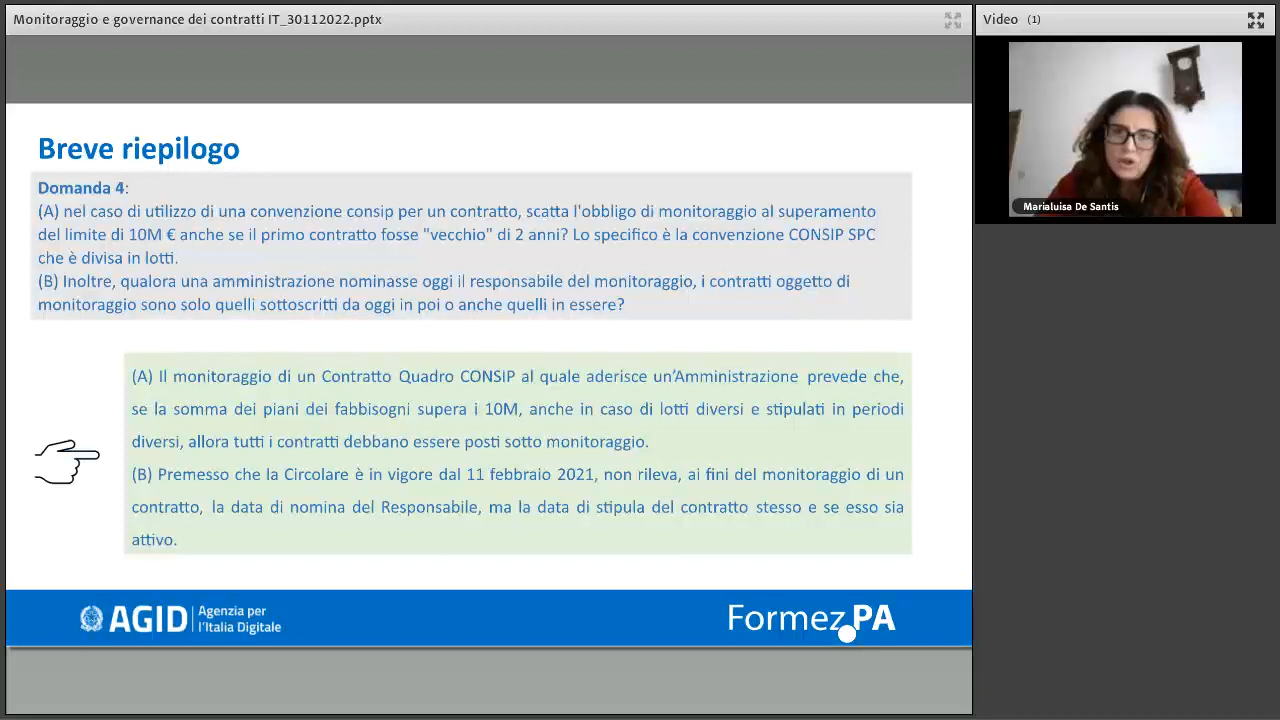 Monitoraggio e governance dei contratti IT_30112022.pptx
Video (1)
Marialuisa De Santis
Breve riepilogo
Domanda 4:
(A) nel caso di utilizzo di una convenzione consip per un contratto, scatta l'obbligo di monitoraggio al superamento
del limite di 10M € anche se il primo contratto fosse "vecchio" di 2 anni? Lo specifico è la convenzione CONSIP SPC
che è divisa in lotti.
(B) Inoltre, qualora una amministrazione nominasse oggi il responsabile del monitoraggio, i contratti oggetto di
monitoraggio sono solo quelli sottoscritti da oggi in poi o anche quelli in essere?
(A) Il monitoraggio di un Contratto Quadro CONSIP al quale aderisce un’Amministrazione prevede che,
se la somma dei piani dei fabbisogni supera i 10M, anche in caso di lotti diversi e stipulati in periodi
diversi, allora tutti i contratti debbano essere posti sotto monitoraggio.
(B) Premesso che la Circolare è in vigore dal 11 febbraio 2021, non rileva, ai fini del monitoraggio di un
contratto, la data di nomina del Responsabile, ma la data di stipula del contratto stesso e se esso sia
attivo.
AGID Agenzia per
l’Italia Digitale
Formez PA